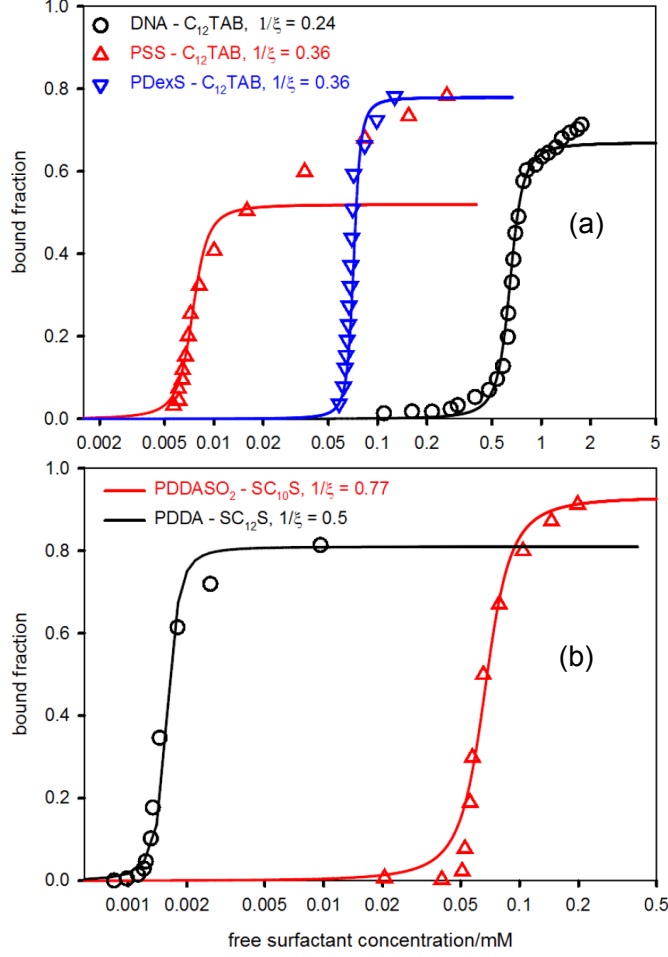 1.0
DNA - C₁₂TAB, 1/ξ = 0.24
PSS - C₁₂TAB, 1/ξ = 0.36
0.8
PDexS - C₁₂TAB, 1/ξ = 0.36
0.6
bound fraction
(a)
0.4
0.2
0.0
0.002 0.005 0.01 0.02 0.05 0.1 0.2 0.5 1 2 5
1.0
PDDASO₂ - SC₁₀S, 1/ξ = 0.77
PDDA - SC₁₂S, 1/ξ = 0.5
0.8
0.6
bound fraction
(b)
0.4
0.2
0.0
0.001 0.002 0.005 0.01 0.02 0.05 0.1 0.2
free surfactant concentration/mM